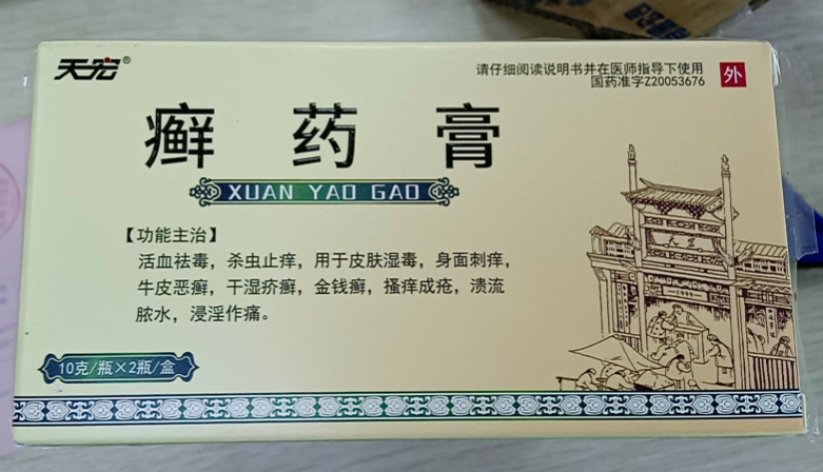 天宏®
请仔细阅读说明书并在医师指导下使用
国药准字Z20053676
外
癣药膏
XUAN YAO GAO
【功能主治】
活血祛毒，杀虫止痒，用于皮肤湿毒，身面刺痒，
牛皮恶癣，干湿疥癣，金钱癣，搔痒成疮，溃流
脓水，浸淫作痛。
10克/瓶×2瓶/盒